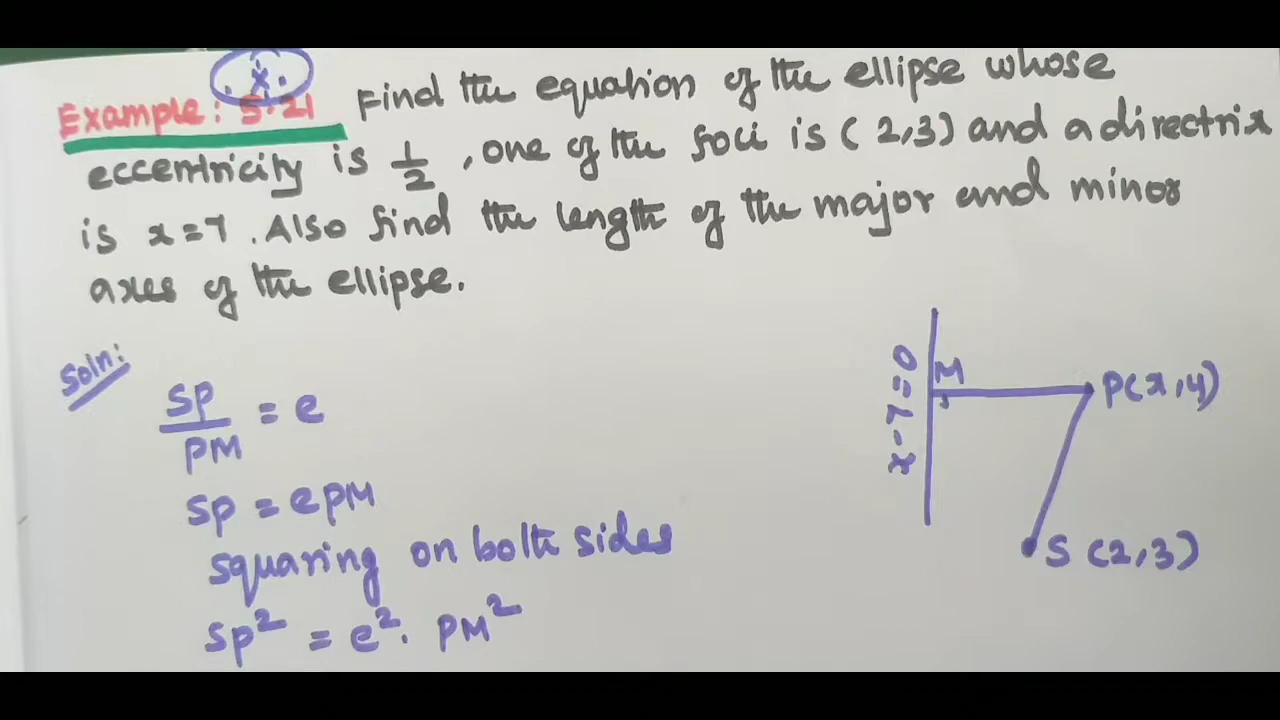 x.
Example: 5.21 Find the equation of the ellipse whose
eccentricity is 1/2, one of the foci is (2,3) and a directrix
is x=7. Also find the length of the major and minor
axes of the ellipse.
Soln:
SP/PM = e
SP = e PM
squaring on both sides
SP² = e². PM²
x-7=0
M
P(x,y)
S (2,3)